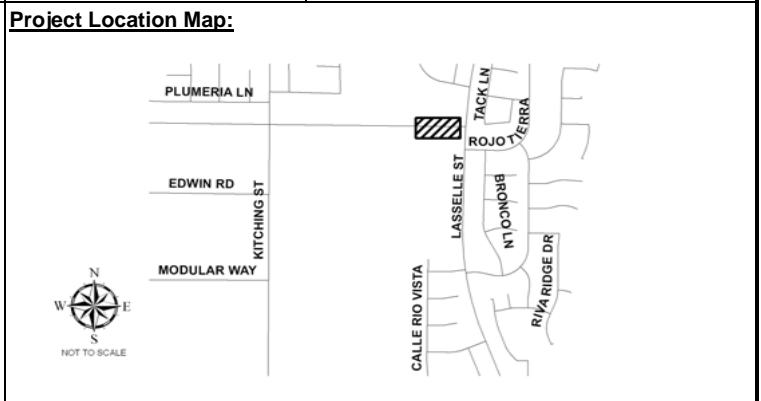 Project Location Map:
PLUMERIA LN
TACK LN
ROJO TIERRA
EDWIN RD
KITCHING ST
LASSELLE ST
BRONCO LN
MODULAR WAY
CALLE RIO VISTA
RIVA RIDGE DR
N
W E
S
NOT TO SCALE